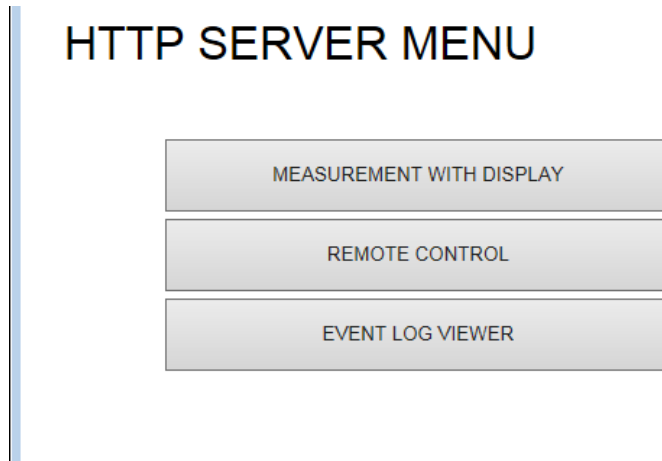 HTTP SERVER MENU
MEASUREMENT WITH DISPLAY
REMOTE CONTROL
EVENT LOG VIEWER